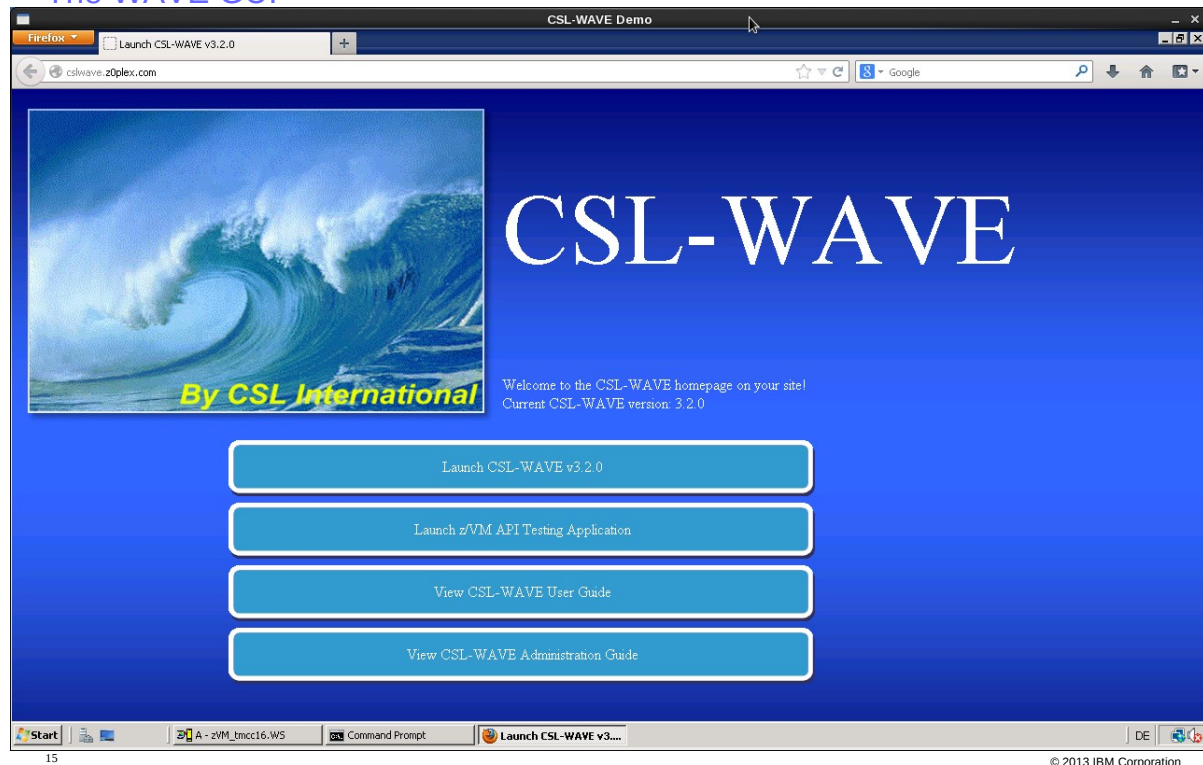 The WAVE GUI
CSL-WAVE Demo
Firefox
Launch CSL-WAVE v3.2.0
cslwave.z0plex.com
Google
CSL-WAVE
By CSL International
Welcome to the CSL-WAVE homepage on your site!
Current CSL-WAVE version: 3.2.0
Launch CSL-WAVE v3.2.0
Launch z/VM API Testing Application
View CSL-WAVE User Guide
View CSL-WAVE Administration Guide
Start
A - zVM_tmcc16.WS
Command Prompt
Launch CSL-WAVE v3....
DE
15
© 2013 IBM Corporation